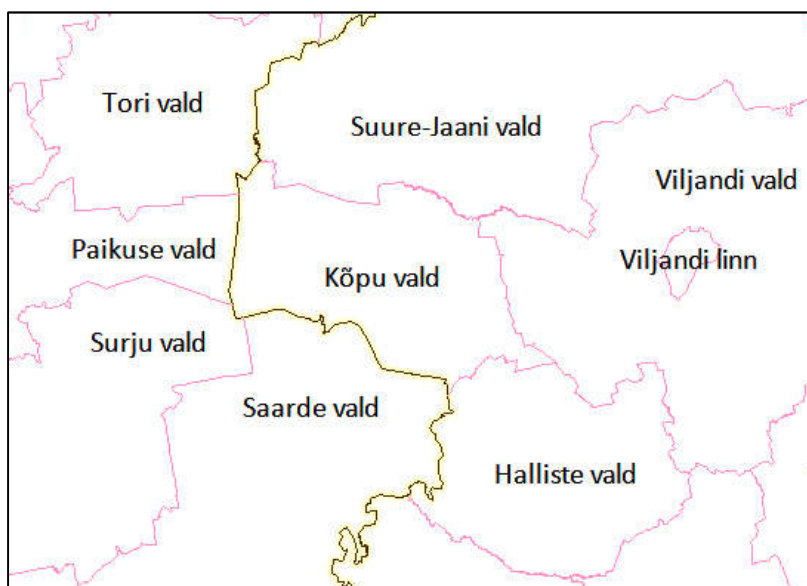 Tori vald
Suure-Jaani vald
Viljandi vald
Paikuse vald
Viljandi linn
Kõpu vald
Surju vald
Saarde vald
Halliste vald